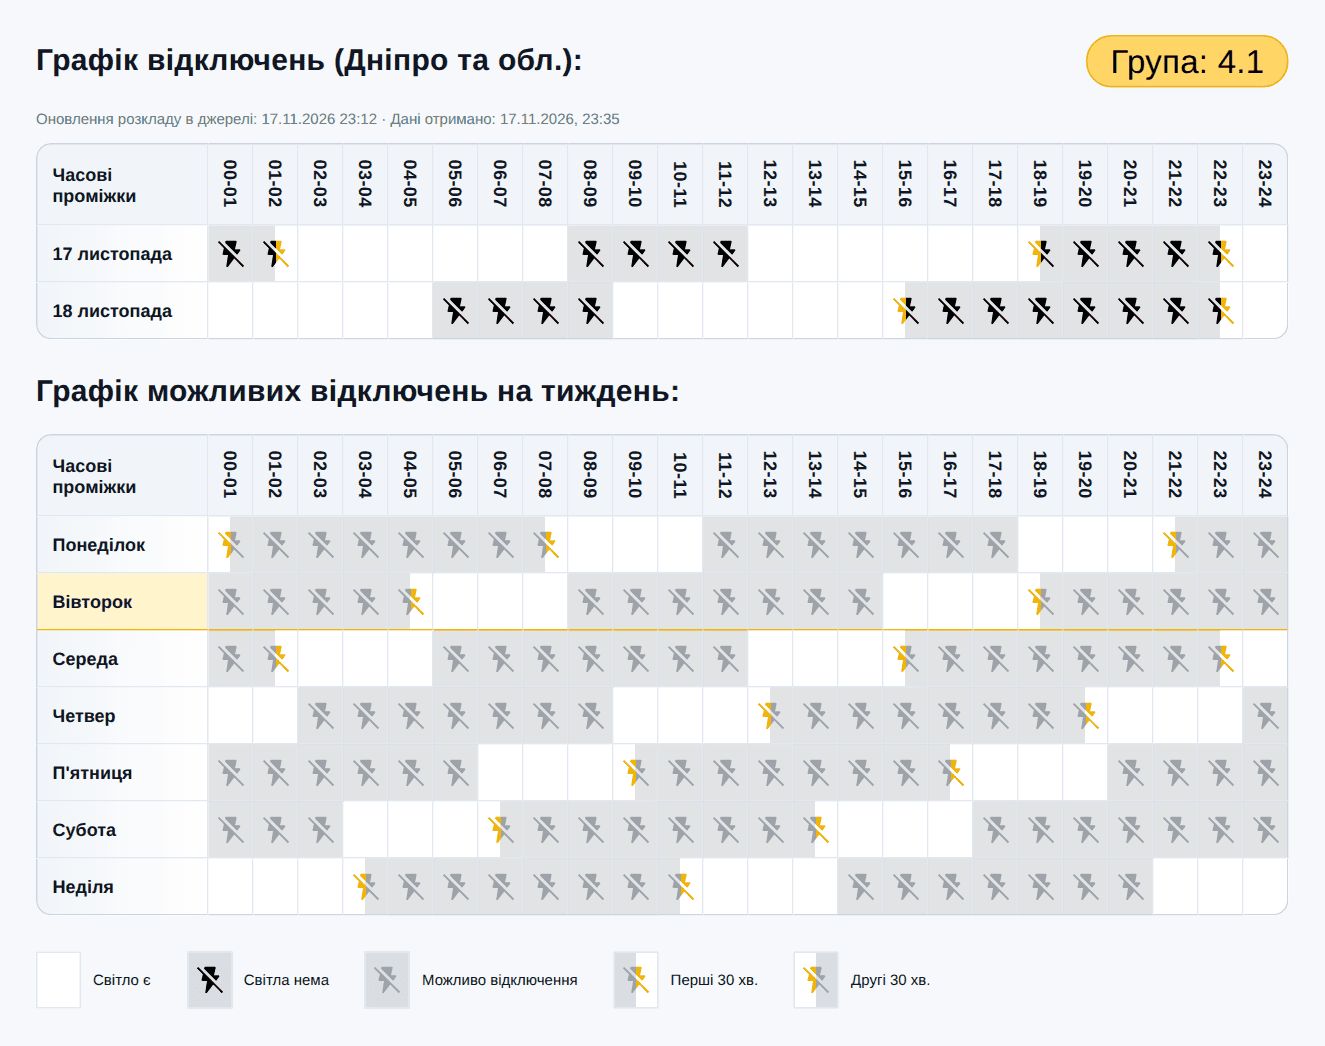 Графік відключень (Дніпро та обл.):
Група: 4.1
Оновлення розкладу в джерелі: 17.11.2026 23:12 · Дані отримано: 17.11.2026, 23:35
Часові проміжки 00-01 01-02 02-03 03-04 04-05 05-06 06-07 07-08 08-09 09-10 10-11 11-12 12-13 13-14 14-15 15-16 16-17 17-18 18-19 19-20 20-21 21-22 22-23 23-24
17 листопада
18 листопада
Графік можливих відключень на тиждень:
Часові проміжки 00-01 01-02 02-03 03-04 04-05 05-06 06-07 07-08 08-09 09-10 10-11 11-12 12-13 13-14 14-15 15-16 16-17 17-18 18-19 19-20 20-21 21-22 22-23 23-24
Понеділок
Вівторок
Середа
Четвер
П'ятниця
Субота
Неділя
Світло є Світла нема Можливо відключення Перші 30 хв. Другі 30 хв.